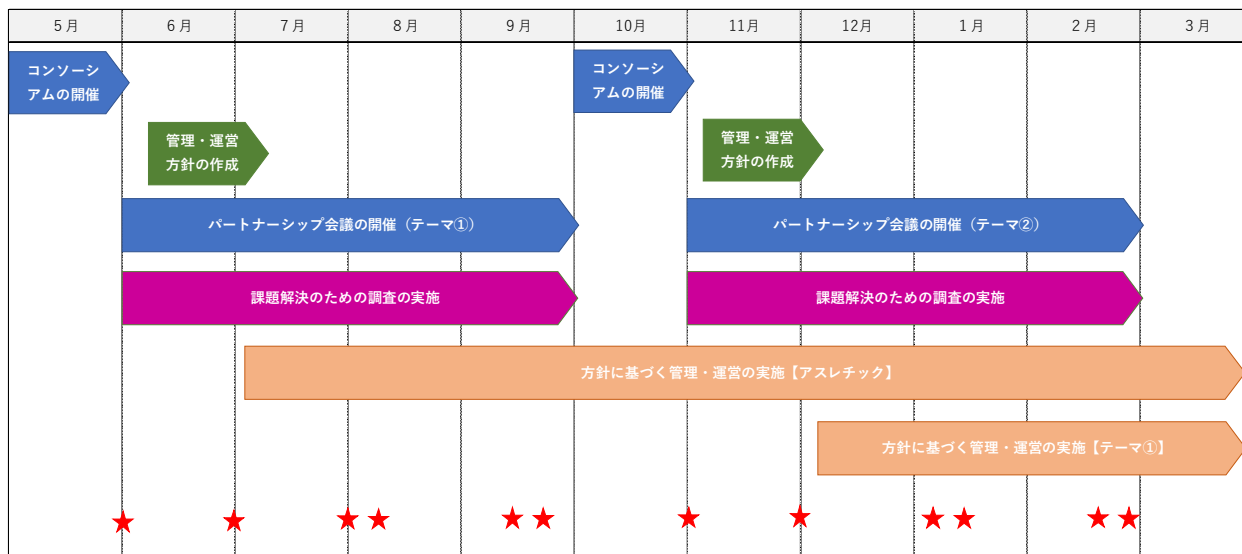 5月
6月
7月
8月
9月
10月
11月
12月
1月
2月
3月
コンソーシ
アムの開催
コンソーシ
アムの開催
管理・運営
方針の作成
管理・運営
方針の作成
パートナーシップ会議の開催（テーマ①）
パートナーシップ会議の開催（テーマ②）
課題解決のための調査の実施
課題解決のための調査の実施
方針に基づく管理・運営の実施【アスレチック】
方針に基づく管理・運営の実施【テーマ①】